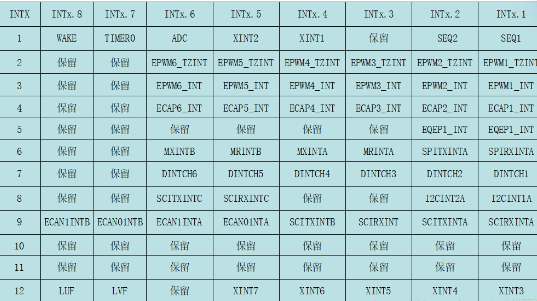 INTX INTx.8 INTx.7 INTx.6 INTx.5 INTx.4 INTx.3 INTx.2 INTx.1
1 WAKE TIMER0 ADC XINT2 XINT1 保留 SEQ2 SEQ1
2 保留 保留 EPWM6_TZINT EPWM5_TZINT EPWM4_TZINT EPWM3_TZINT EPWM2_TZINT EPWM1_TZINT
3 保留 保留 EPWM6_INT EPWM5_INT EPWM4_INT EPWM3_INT EPWM2_INT EPWM1_INT
4 保留 保留 ECAP6_INT ECAP5_INT ECAP4_INT ECAP3_INT ECAP2_INT ECAP1_INT
5 保留 保留 保留 保留 保留 保留 EQEP1_INT EQEP1_INT
6 保留 保留 MXINTB MRINTB MXINTA MRINTA SPITXINTA SPIRXINTA
7 保留 保留 DINTCH6 DINTCH5 DINTCH4 DINTCH3 DINTCH2 DINTCH1
8 保留 保留 SCITXINTC SCIRXINTC 保留 保留 I2CINT2A I2CINT1A
9 ECAN1INTB ECAN01NTB ECAN1INTA ECAN01NTA SCITXINTB SCIRXINT SCITXINTA SCIRXINTA
10 保留 保留 保留 保留 保留 保留 保留 保留
11 保留 保留 保留 保留 保留 保留 保留 保留
12 LUF LVF 保留 XINT7 XINT6 XINT5 XINT4 XINT3